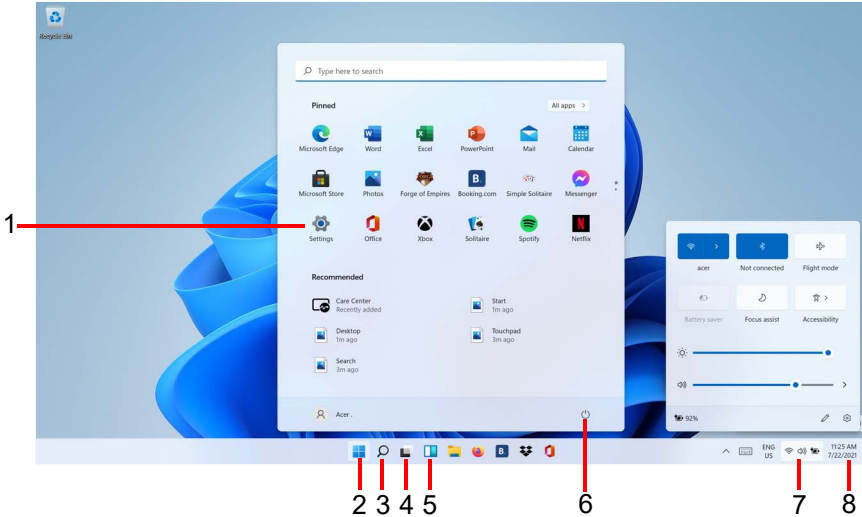 Recycle Bin
Type here to search
Pinned
All apps >
Microsoft Edge
Word
Excel
PowerPoint
Mail
Calendar
Microsoft Store
Photos
Forge of Empires
Booking.com
Simple Solitaire
Messenger
1
Settings
Office
Xbox
Solitaire
Spotify
Netflix
acer
Not connected
Flight mode
Recommended
Care Center
Recently added
Start
1m ago
Battery saver
Focus assist
Accessibility
Desktop
1m ago
Touchpad
3m ago
Search
3m ago
Acer .
92%
ENG
US
11:25 AM
7/22/2021
2
3
4
5
6
7
8